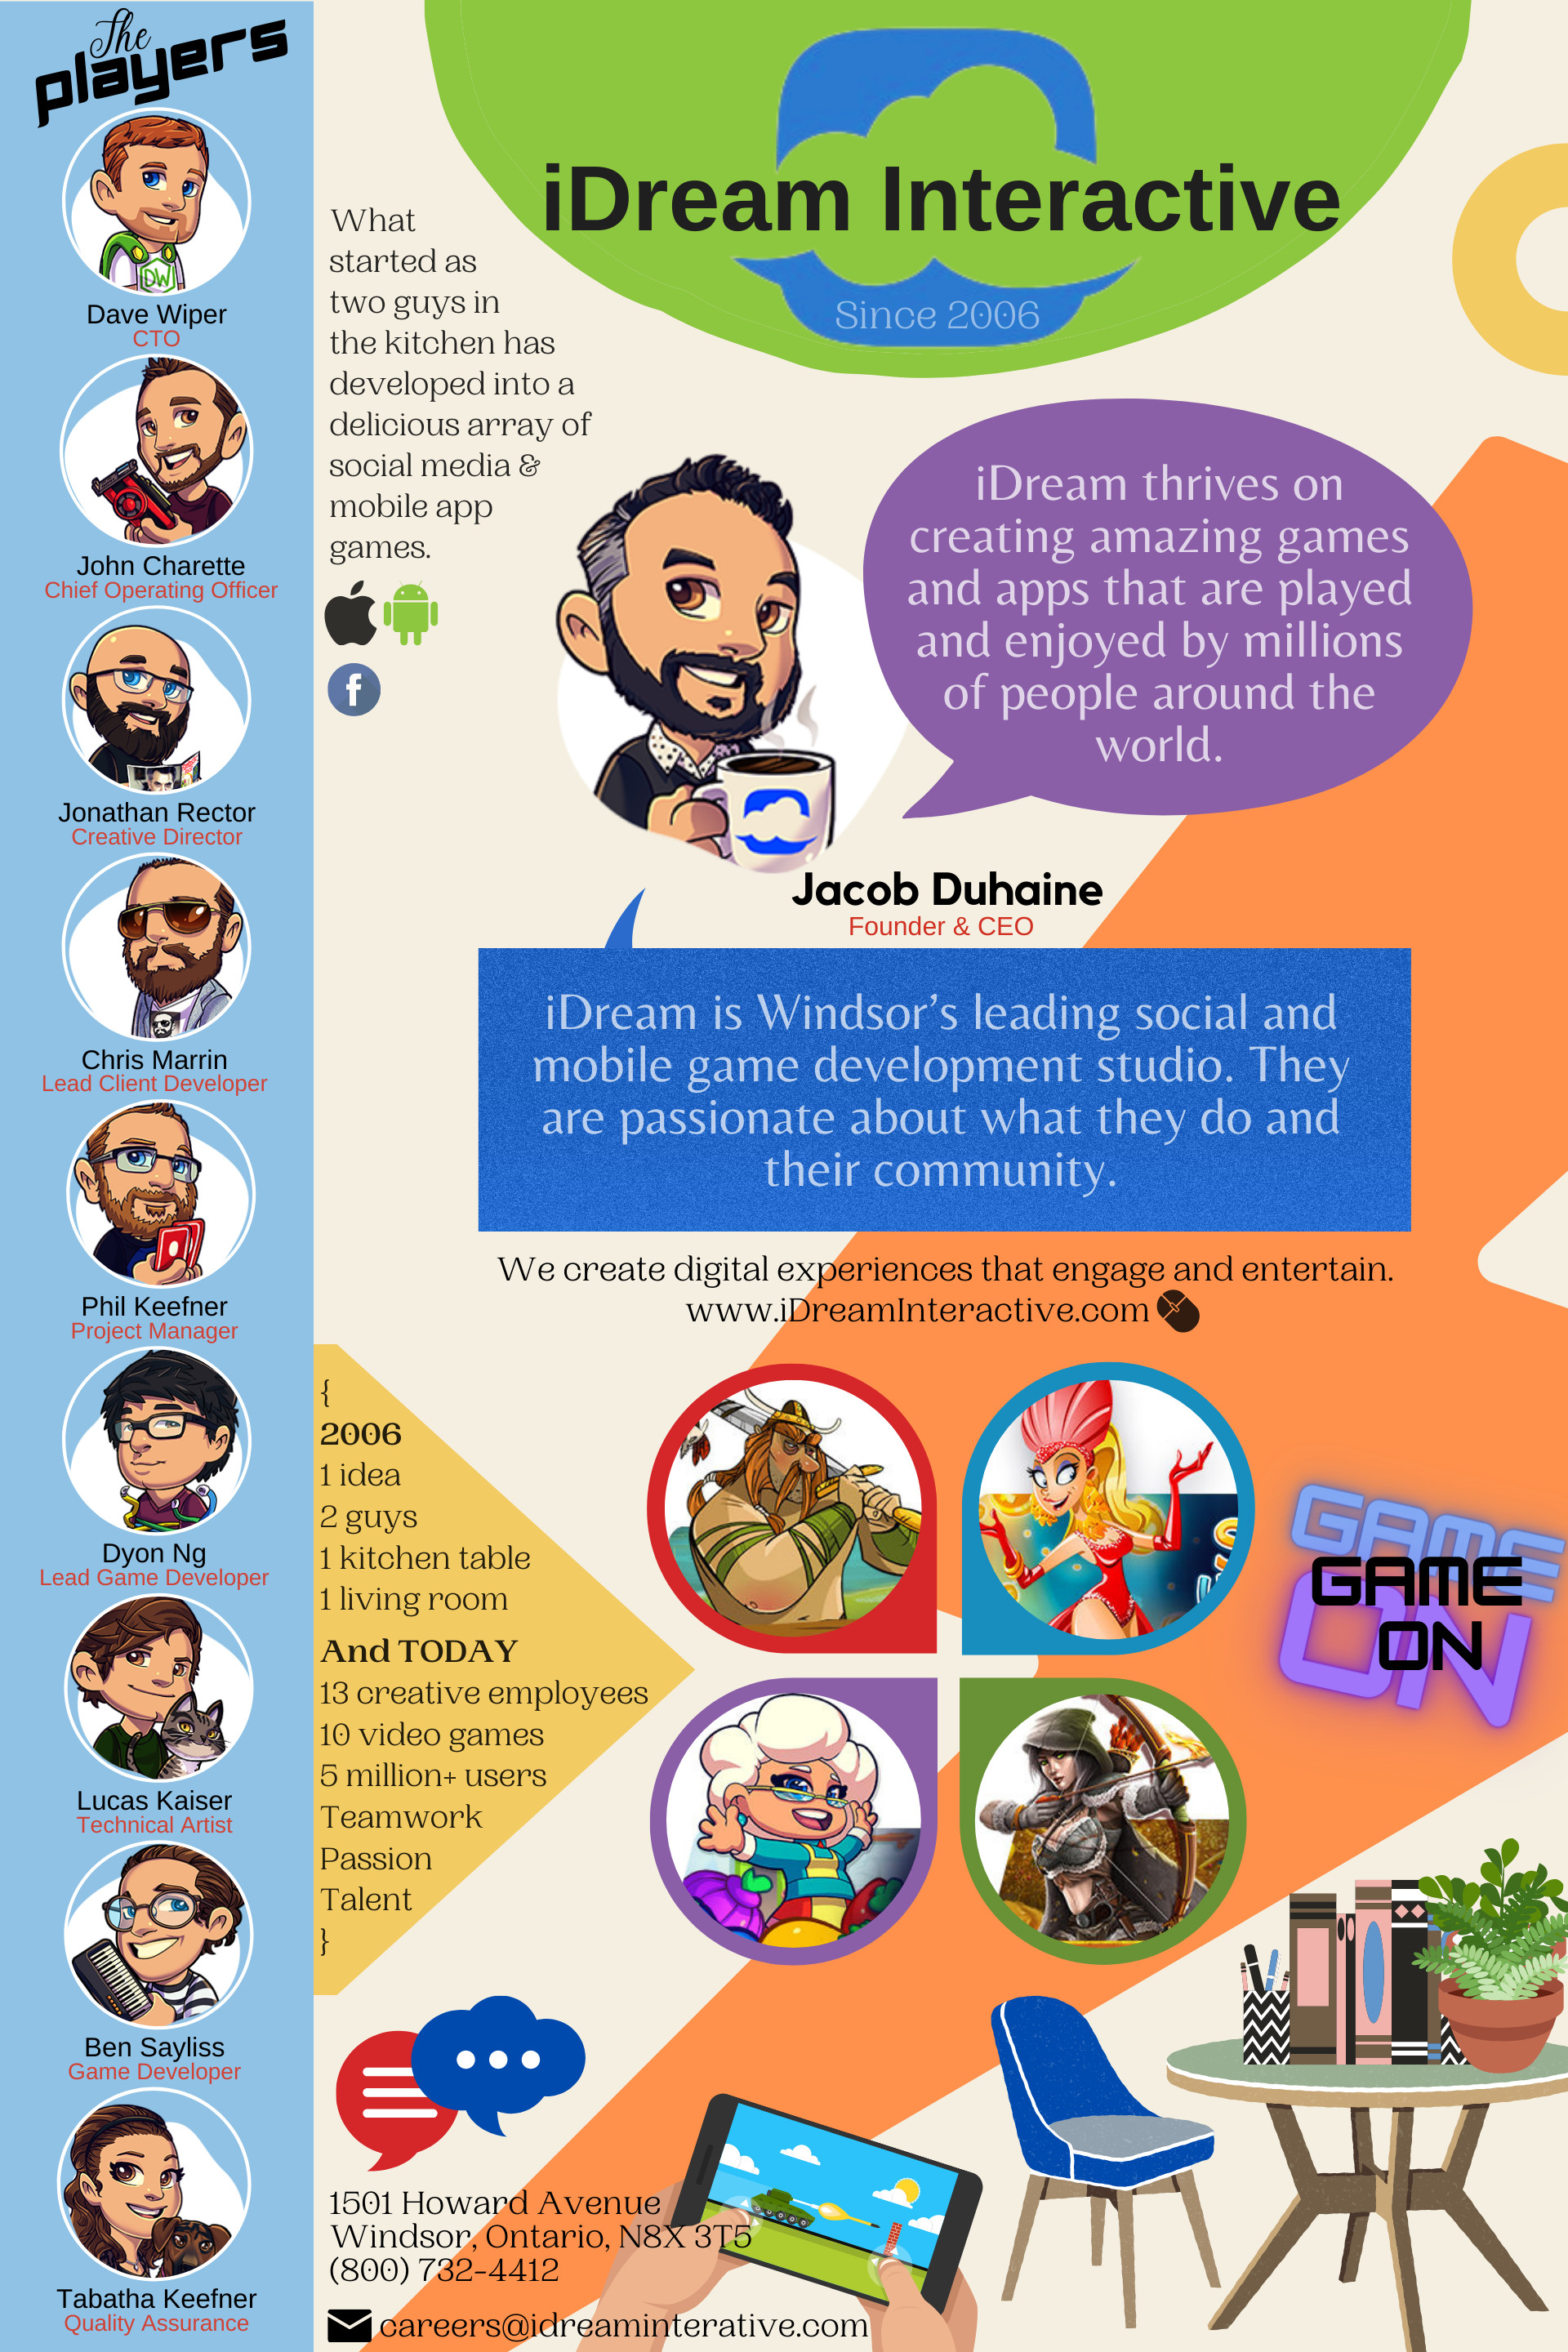 The
players
DW
Dave Wiper
CTO
John Charette
Chief Operating Officer
Jonathan Rector
Creative Director
Chris Marrin
Lead Client Developer
Phil Keefner
Project Manager
Dyon Ng
Lead Game Developer
Lucas Kaiser
Technical Artist
Ben Sayliss
Game Developer
Tabatha Keefner
Quality Assurance
iDream Interactive
Since 2006
What
started as
two guys in
the kitchen has
developed into a
delicious array of
social media &
mobile app
games.
f
iDream thrives on
creating amazing games
and apps that are played
and enjoyed by millions
of people around the
world.
Jacob Duhaine
Founder & CEO
iDream is Windsor's leading social and
mobile game development studio. They
are passionate about what they do and
their community.
We create digital experiences that engage and entertain.
www.iDreamInteractive.com
{
2006
1 idea
2 guys
1 kitchen table
1 living room
And TODAY
13 creative employees
10 video games
5 million+ users
Teamwork
Passion
Talent
}
GAME
ON
GAME
ON
1501 Howard Avenue
Windsor, Ontario, N8X 3T5
(800) 732-4412
careers@idreaminterative.com